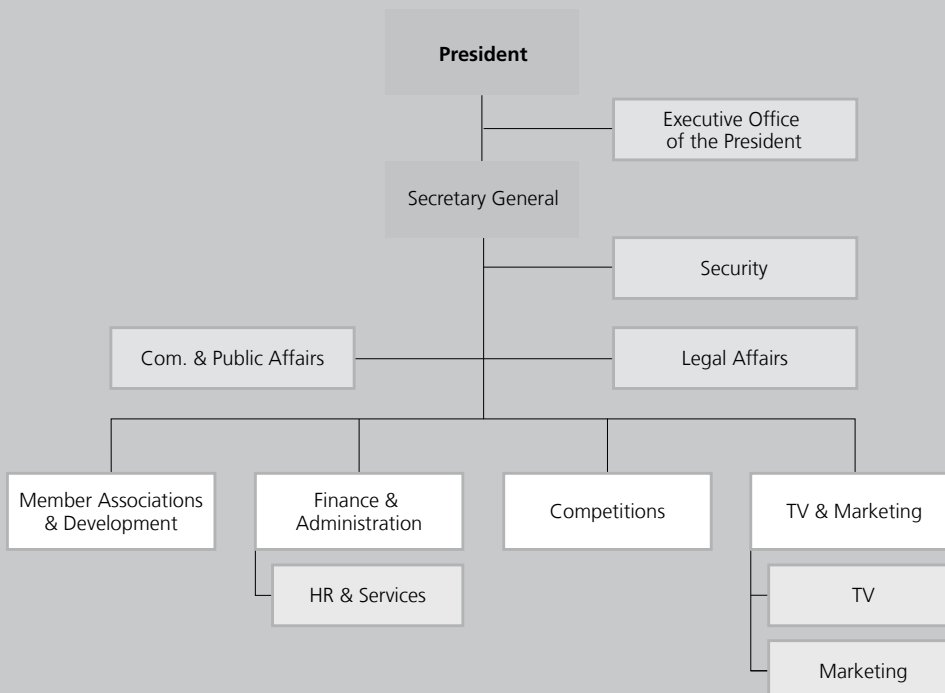 President
Executive Office
of the President
Secretary General
Security
Com. & Public Affairs
Legal Affairs
Member Associations
& Development
Finance &
Administration
Competitions
TV & Marketing
HR & Services
TV
Marketing